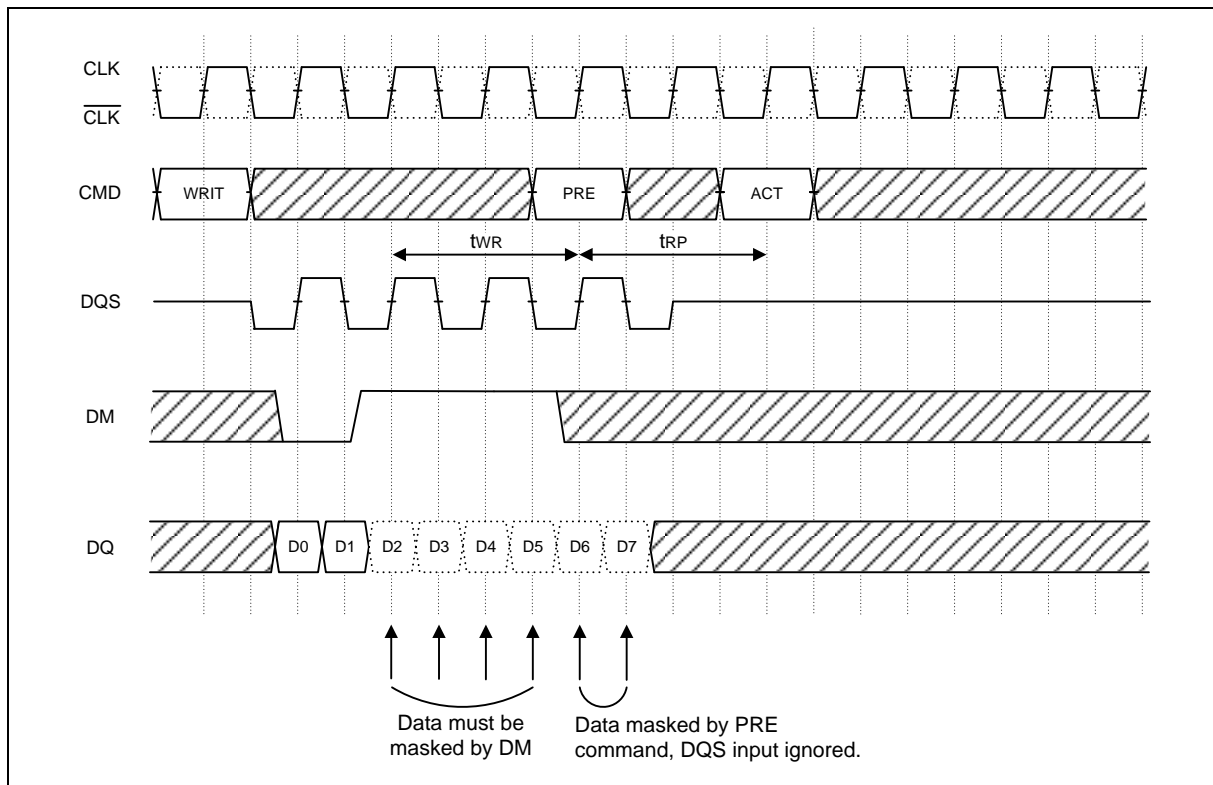 CLK
CLK
CMD WRIT PRE ACT
tWR tRP
DQS
DM
DQ D0 D1 D2 D3 D4 D5 D6 D7
Data must be
masked by DM
Data masked by PRE
command, DQS input ignored.